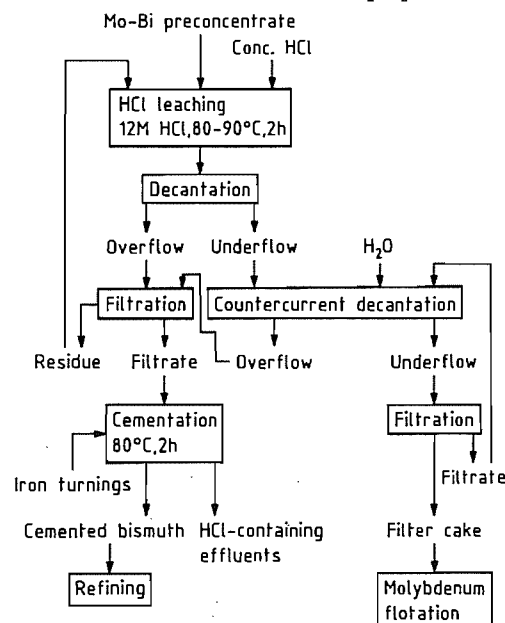 Mo-Bi preconcentrate
Conc. HCl
HCl leaching
12M HCl,80-90°C,2h
Decantation
Overflow
Underflow
H₂O
Filtration
Countercurrent decantation
Residue
Filtrate
Overflow
Underflow
Cementation
80°C,2h
Filtration
Iron turnings
Filtrate
Cemented bismuth
HCl-containing
effluents
Filter cake
Refining
Molybdenum
flotation